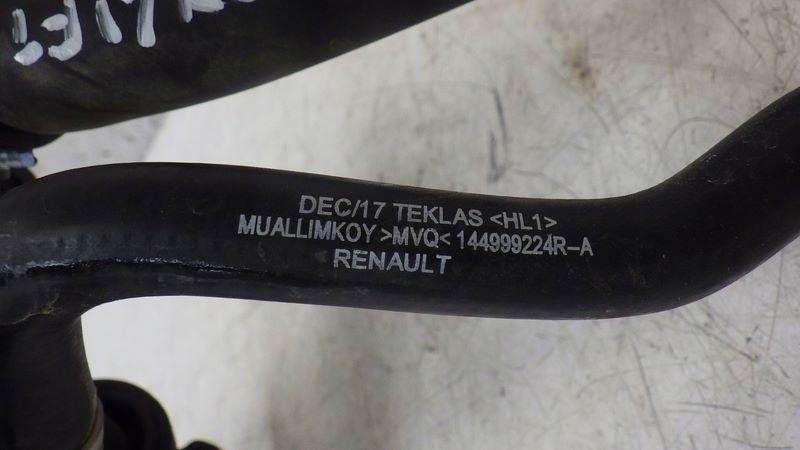 DEC/17 TEKLAS <HL1>
MUALLIMKOY >MVQ< 144999224R-A
RENAULT